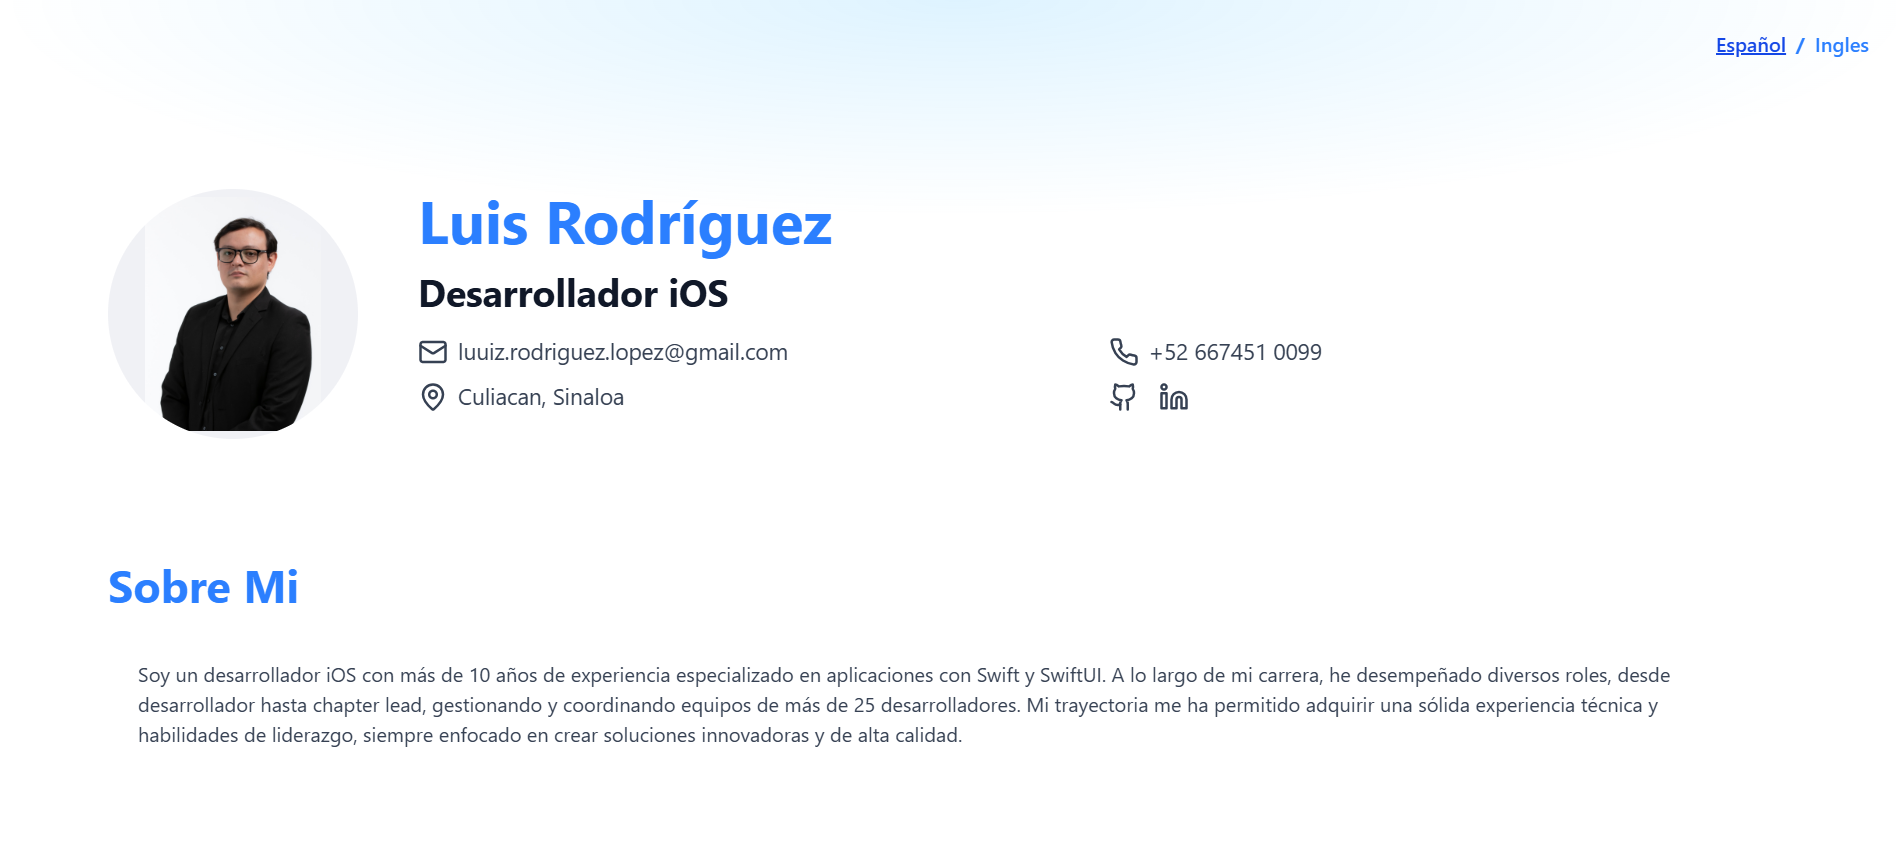 Español / Ingles
Luis Rodríguez
Desarrollador iOS
luuiz.rodriguez.lopez@gmail.com
+52 667451 0099
Culiacan, Sinaloa
Sobre Mi
Soy un desarrollador iOS con más de 10 años de experiencia especializado en aplicaciones con Swift y SwiftUI. A lo largo de mi carrera, he desempeñado diversos roles, desde
desarrollador hasta chapter lead, gestionando y coordinando equipos de más de 25 desarrolladores. Mi trayectoria me ha permitido adquirir una sólida experiencia técnica y
habilidades de liderazgo, siempre enfocado en crear soluciones innovadoras y de alta calidad.